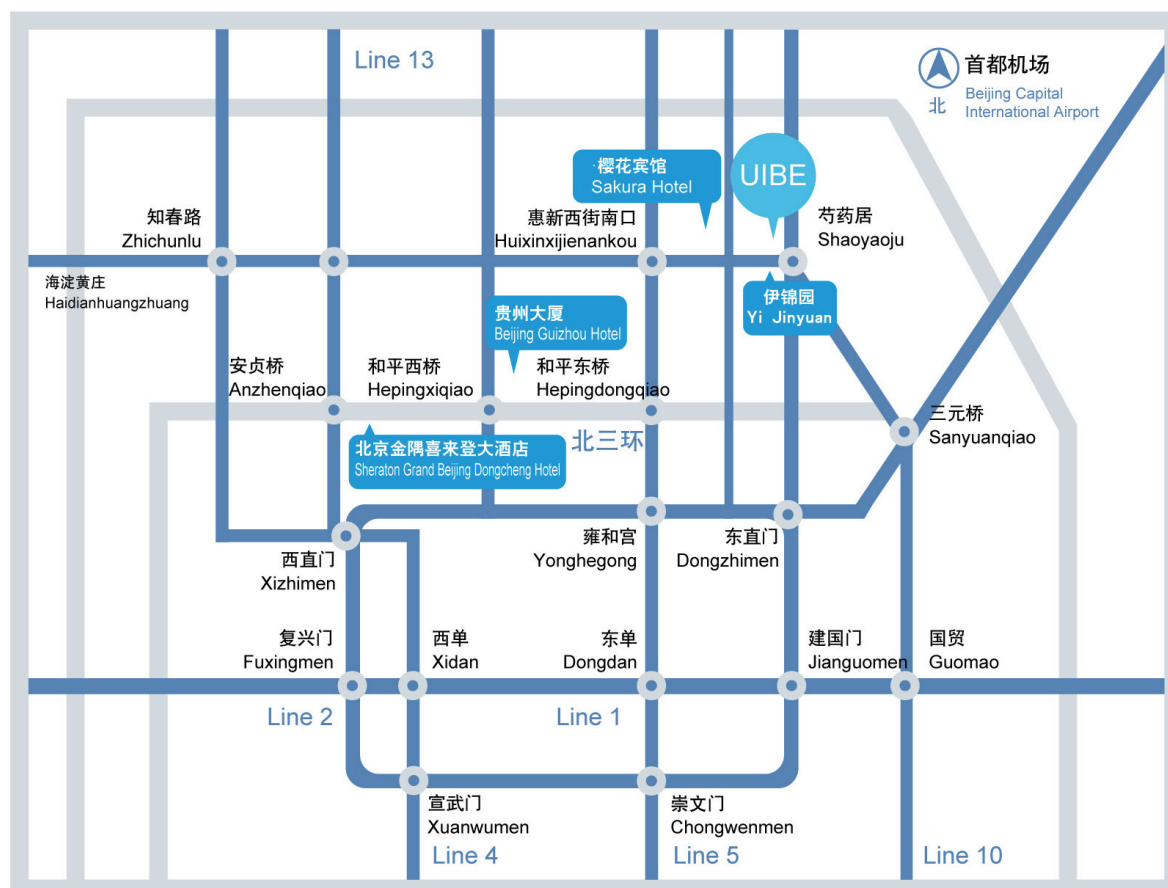 Line 13
首都机场
北
Beijing Capital
International Airport
·樱花宾馆
Sakura Hotel
UIBE
知春路
Zhichunlu
惠新西街南口
Huixinxijienankou
芍药居
Shaoyaoju
海淀黄庄
Haidianhuangzhuang
伊锦园
Yi Jinyuan
贵州大厦
Beijing Guizhou Hotel
安贞桥
Anzhenqiao
和平西桥
Hepingxiqiao
和平东桥
Hepingdongqiao
三元桥
Sanyuanqiao
北京金隅喜来登大酒店
Sheraton Grand Beijing Dongcheng Hotel
北三环
西直门
Xizhimen
雍和宫
Yonghegong
东直门
Dongzhimen
复兴门
Fuxingmen
西单
Xidan
东单
Dongdan
建国门
Jianguomen
国贸
Guomao
Line 2
Line 1
宣武门
Xuanwumen
崇文门
Chongwenmen
Line 4
Line 5
Line 10